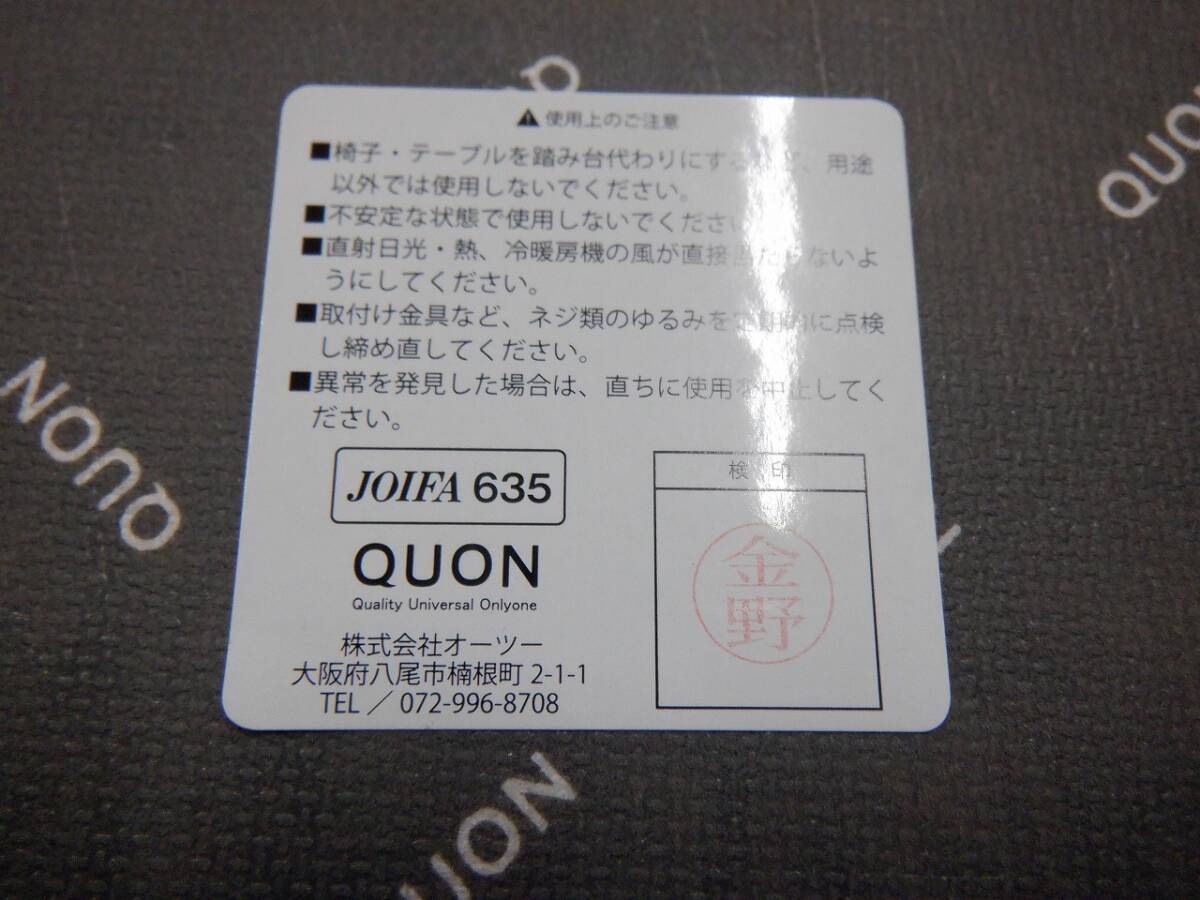 ⚠ 使用上のご注意
■椅子・テーブルを踏み台代わりにする、用途
以外では使用しないでください。
■不安定な状態で使用しないでくださ
■直射日光・熱、冷暖房機の風が直接ないよ
うにしてください。
■取付け金具など、ネジ類のゆるみを定期的に点検
し締め直してください。
■異常を発見した場合は、直ちに使用を中止してく
ださい。
JOIFA 635
QUON
Quality Universal Onlyone
株式会社オーツー
大阪府八尾市楠根町 2-1-1
TEL ／ 072-996-8708
検 印
金野
QUON
QUON
QUON